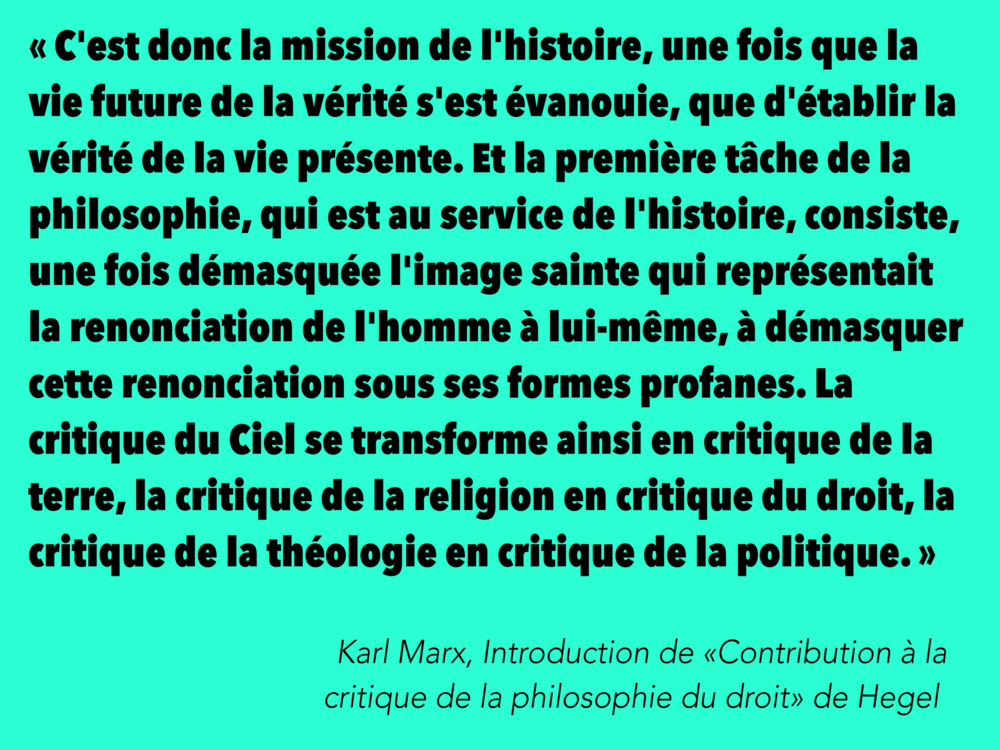 « C'est donc la mission de l'histoire, une fois que la
vie future de la vérité s'est évanouie, que d'établir la
vérité de la vie présente. Et la première tâche de la
philosophie, qui est au service de l'histoire, consiste,
une fois démasquée l'image sainte qui représentait
la renonciation de l'homme à lui-même, à démasquer
cette renonciation sous ses formes profanes. La
critique du Ciel se transforme ainsi en critique de la
terre, la critique de la religion en critique du droit, la
critique de la théologie en critique de la politique. »
Karl Marx, Introduction de «Contribution à la
critique de la philosophie du droit» de Hegel